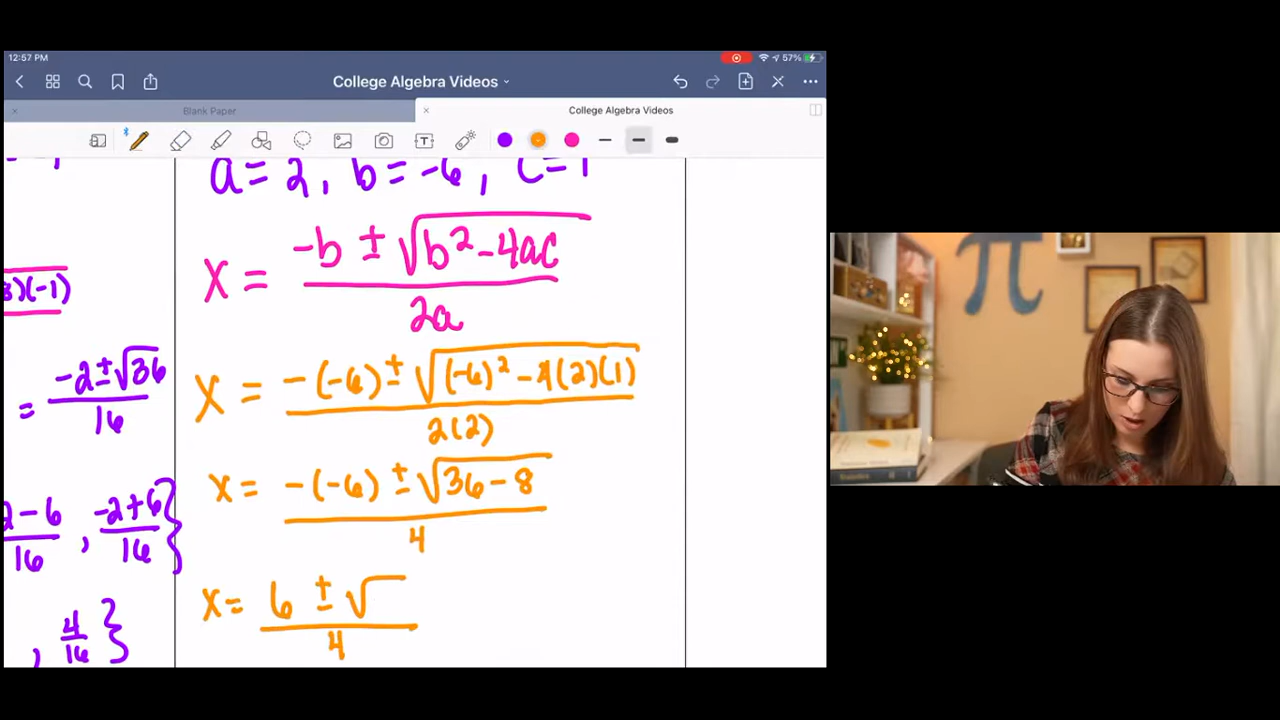 12:57 PM
57%
College Algebra Videos
Blank Paper
College Algebra Videos
a = 2, b = -6, c = 1
x = -b ± √b² - 4ac
2a
3)(-1)
x = -(-6) ± √(-6)² - 4(2)(1)
2(2)
= -2 ± √36
16
x = -(-6) ± √36 - 8
4
2 - 6 , -2 + 6 }
16 16
x = 6 ± √
4
, 4 }
16